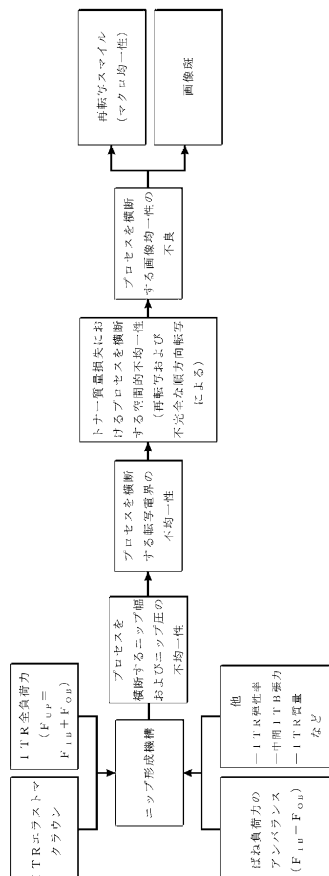 ITRエラストマ
クラウン
ITR全負荷力
(FUP=
FIB+FOB)
ばね負荷力の
アンバランス
(FIB−FOB)
他
—ITR弾性率
—中間ITB張力
—ITR質量
など
ニップ形成機構
プロセスを
横断するニップ幅
およびニップ圧の
不均一性
プロセスを横断
する転写電界の
不均一性
トナー質量損失にお
けるプロセスを横断
する空間的不均一性
(再転写および
不完全な順方向転写
による)
プロセスを横断
する画像均一性の
不良
再転写スマイル
(マクロ均一性)
画像斑